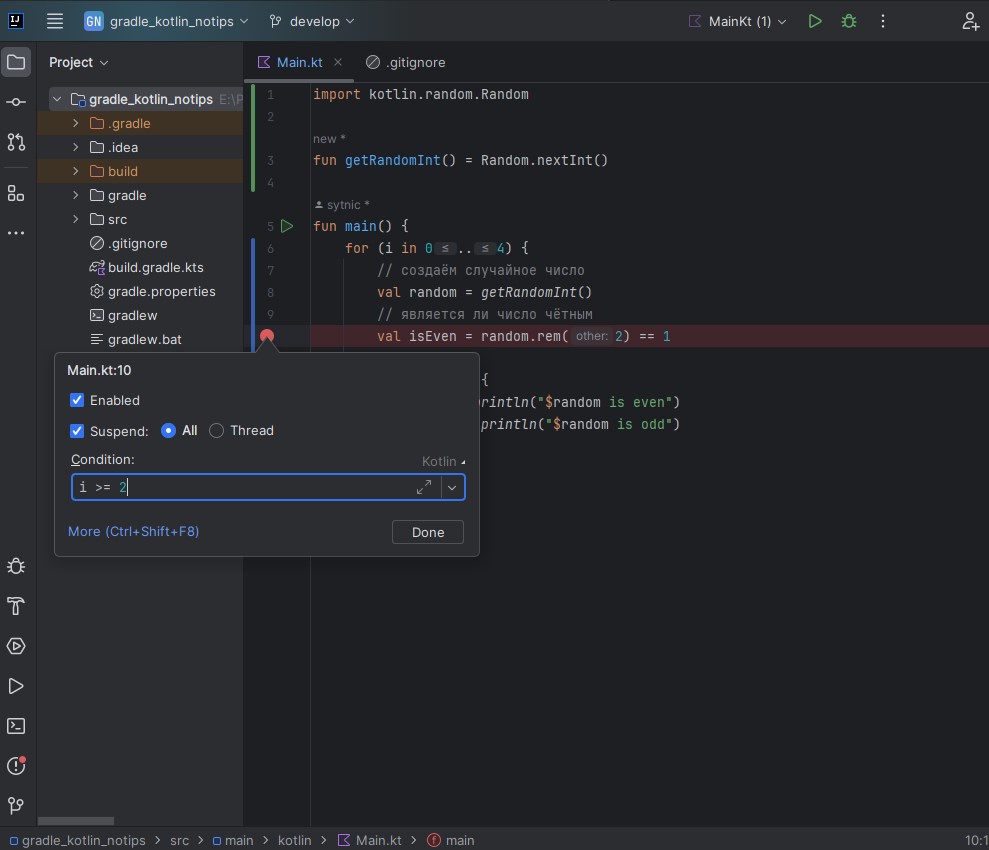 GN gradle_kotlin_notips develop MainKt (1)
Project
Main.kt .gitignore
gradle_kotlin_notips E:\P
.gradle
.idea
build
gradle
src
.gitignore
build.gradle.kts
gradle.properties
gradlew
gradlew.bat
1 import kotlin.random.Random
2
new *
3 fun getRandomInt() = Random.nextInt()
4
sytnic *
5 fun main() {
6 for (i in 0 ≤ .. ≤ 4) {
7 // создаём случайное число
8 val random = getRandomInt()
9 // является ли число чётным
val isEven = random.rem( other: 2) == 1
{
rintln("$random is even")
println("$random is odd")
Main.kt:10
Enabled
Suspend: All Thread
Condition: Kotlin
i >= 2
More (Ctrl+Shift+F8) Done
gradle_kotlin_notips > src > main > kotlin > Main.kt > main 10:1